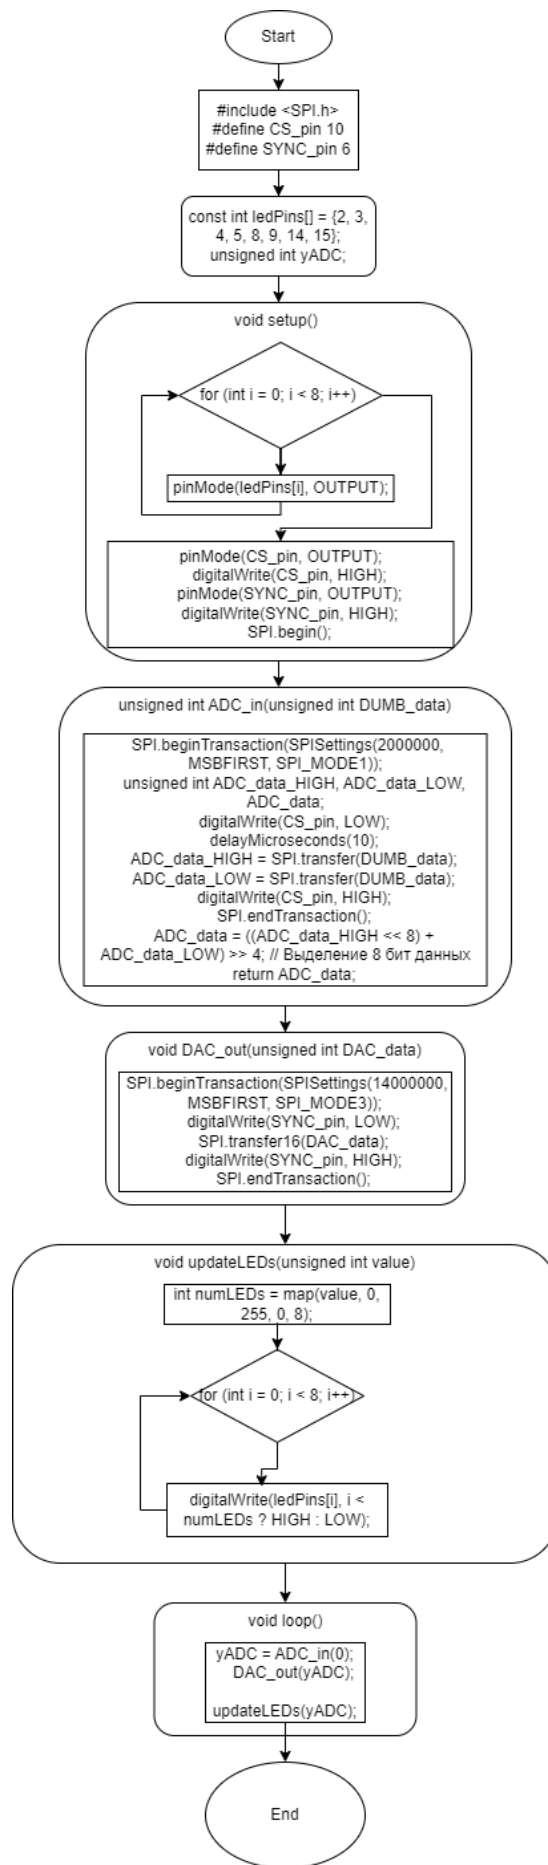 Start
#include <SPI.h>
#define CS_pin 10
#define SYNC_pin 6
const int ledPins[] = {2, 3,
4, 5, 8, 9, 14, 15};
unsigned int yADC;
void setup()
for (int i = 0; i < 8; i++)
pinMode(ledPins[i], OUTPUT);
pinMode(CS_pin, OUTPUT);
digitalWrite(CS_pin, HIGH);
pinMode(SYNC_pin, OUTPUT);
digitalWrite(SYNC_pin, HIGH);
SPI.begin();
unsigned int ADC_in(unsigned int DUMB_data)
SPI.beginTransaction(SPISettings(2000000,
MSBFIRST, SPI_MODE1));
unsigned int ADC_data_HIGH, ADC_data_LOW,
ADC_data;
digitalWrite(CS_pin, LOW);
delayMicroseconds(10);
ADC_data_HIGH = SPI.transfer(DUMB_data);
ADC_data_LOW = SPI.transfer(DUMB_data);
digitalWrite(CS_pin, HIGH);
SPI.endTransaction();
ADC_data = ((ADC_data_HIGH << 8) +
ADC_data_LOW) >> 4; // Выделение 8 бит данных
return ADC_data;
void DAC_out(unsigned int DAC_data)
SPI.beginTransaction(SPISettings(14000000,
MSBFIRST, SPI_MODE3));
digitalWrite(SYNC_pin, LOW);
SPI.transfer16(DAC_data);
digitalWrite(SYNC_pin, HIGH);
SPI.endTransaction();
void updateLEDs(unsigned int value)
int numLEDs = map(value, 0,
255, 0, 8);
for (int i = 0; i < 8; i++)
digitalWrite(ledPins[i], i <
numLEDs ? HIGH : LOW);
void loop()
yADC = ADC_in(0);
DAC_out(yADC);
updateLEDs(yADC);
End